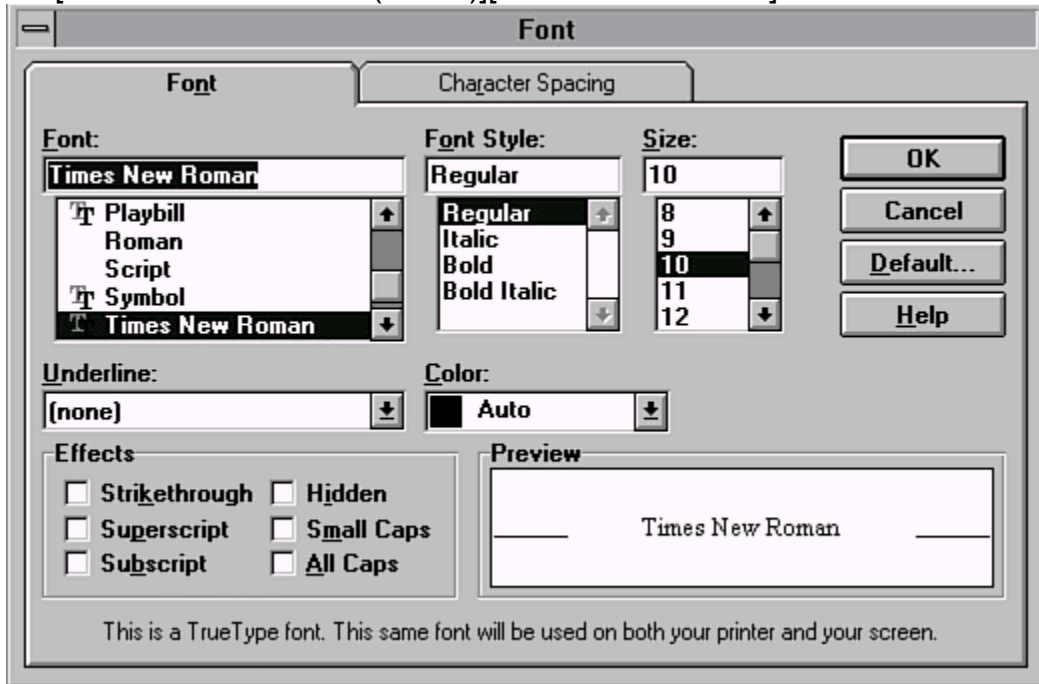 Font
Font
Character Spacing
Font:
Times New Roman
Playbill
Roman
Script
Symbol
Times New Roman
Font Style:
Regular
Regular
Italic
Bold
Bold Italic
Size:
10
8
9
10
11
12
OK
Cancel
Default...
Help
Underline:
(none)
Color:
Auto
Effects
Strikethrough
Hidden
Superscript
Small Caps
Subscript
All Caps
Preview
Times New Roman
This is a TrueType font. This same font will be used on both your printer and your screen.